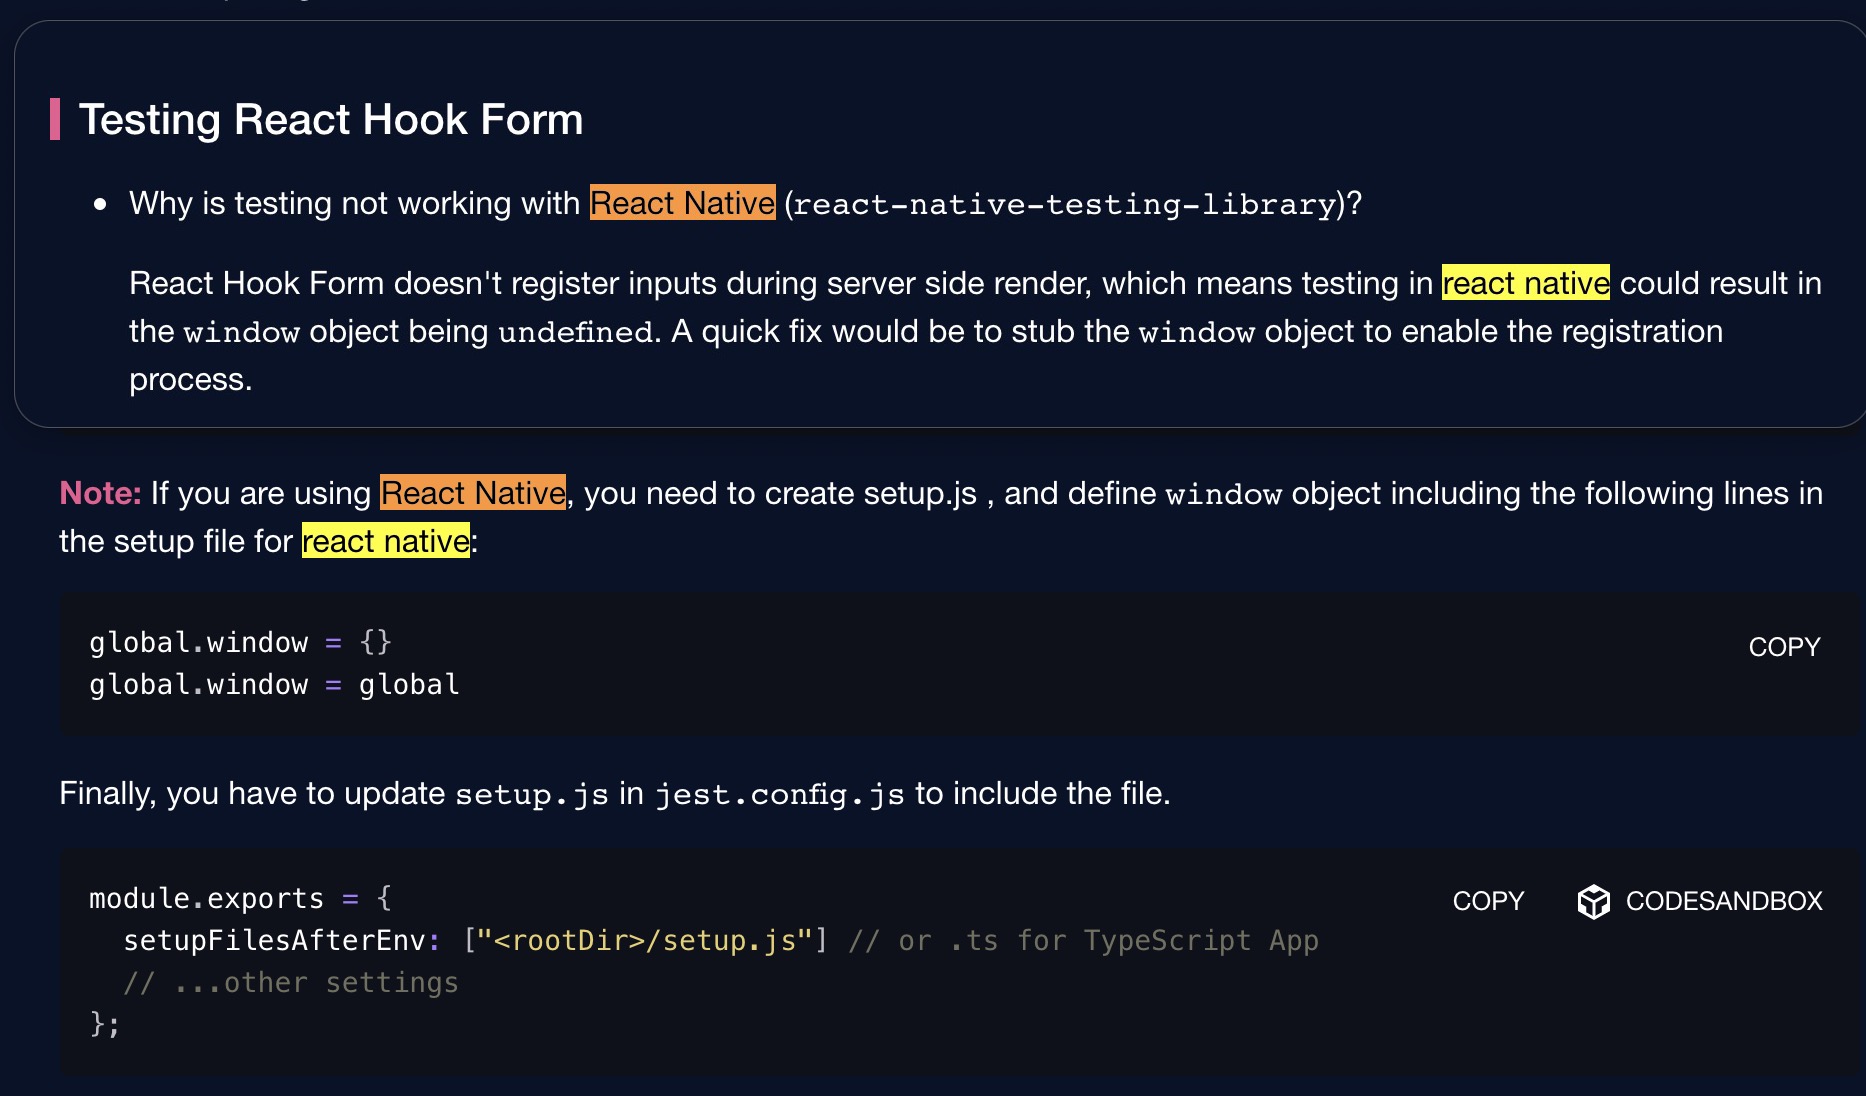 Testing React Hook Form
Why is testing not working with React Native (react-native-testing-library)?
React Hook Form doesn't register inputs during server side render, which means testing in react native could result in
the window object being undefined. A quick fix would be to stub the window object to enable the registration
process.
Note: If you are using React Native, you need to create setup.js , and define window object including the following lines in
the setup file for react native:
global.window = {}
COPY
global.window = global
Finally, you have to update setup.js in jest.config.js to include the file.
module.exports = {
COPY CODESANDBOX
setupFilesAfterEnv: ["<rootDir>/setup.js"] // or .ts for TypeScript App
// ...other settings
};